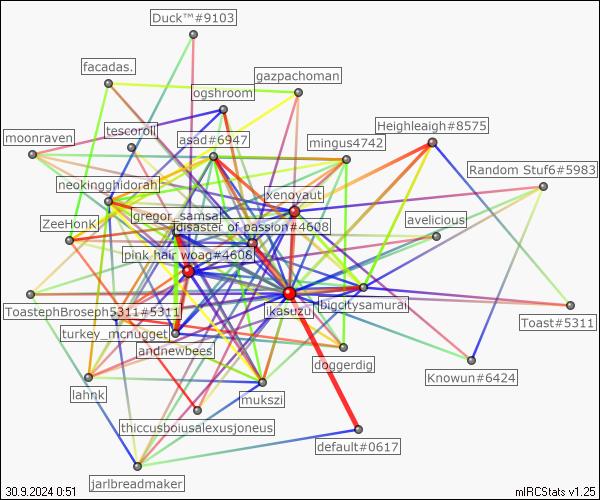 Duck™#9103
facadas.
gazpachoman
ogshroom
Heighleaigh#8575
tescoroll
moonraven
asad#6947
mingus4742
Random Stuf6#5983
neokingghidorah
xenoyaut
gregor_samsa!
avelicious
ZeeHonK
disaster of passion#4608
pink hair woag#4608
ToastephBroseph5311#5311
ikasuzu
bigcitysamurai
Toast#5311
turkey_mcnugget
andnewbees
doggerdig
Knowun#6424
lahnk
mukszi
thiccusboiusalexusjoneus
default#0617
jarlbreadmaker
30.9.2024 0:51
mIRCStats v1.25